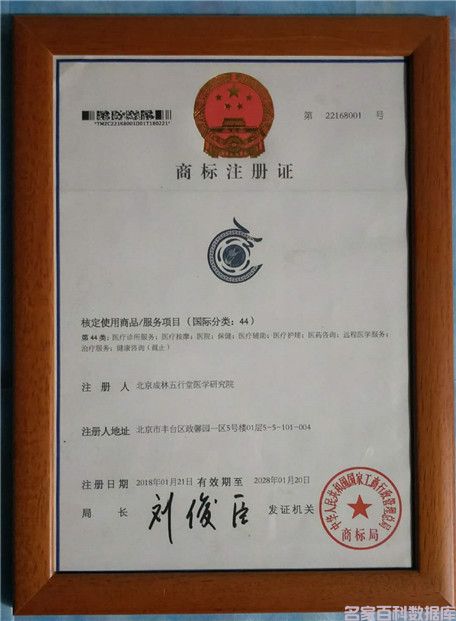 *TMZC22168001D01T180221*
第 22168001 号
商标注册证
核定使用商品/服务项目（国际分类：44）
第 44 类：医疗诊所服务；医疗按摩；医院；保健；医疗辅助；医疗护理；医药咨询；远程医学服务；
治疗服务；健康咨询（截止）
注 册 人 北京成林五行堂医学研究院
注册人地址 北京市丰台区政馨园一区5号楼01层5-5-101-004
注册日期 2018年01月21日 有效期至 2028年01月20日
局 长 刘俊臣 发证机关
中华人民共和国国家工商行政管理总局
商标局
名家百科数据库